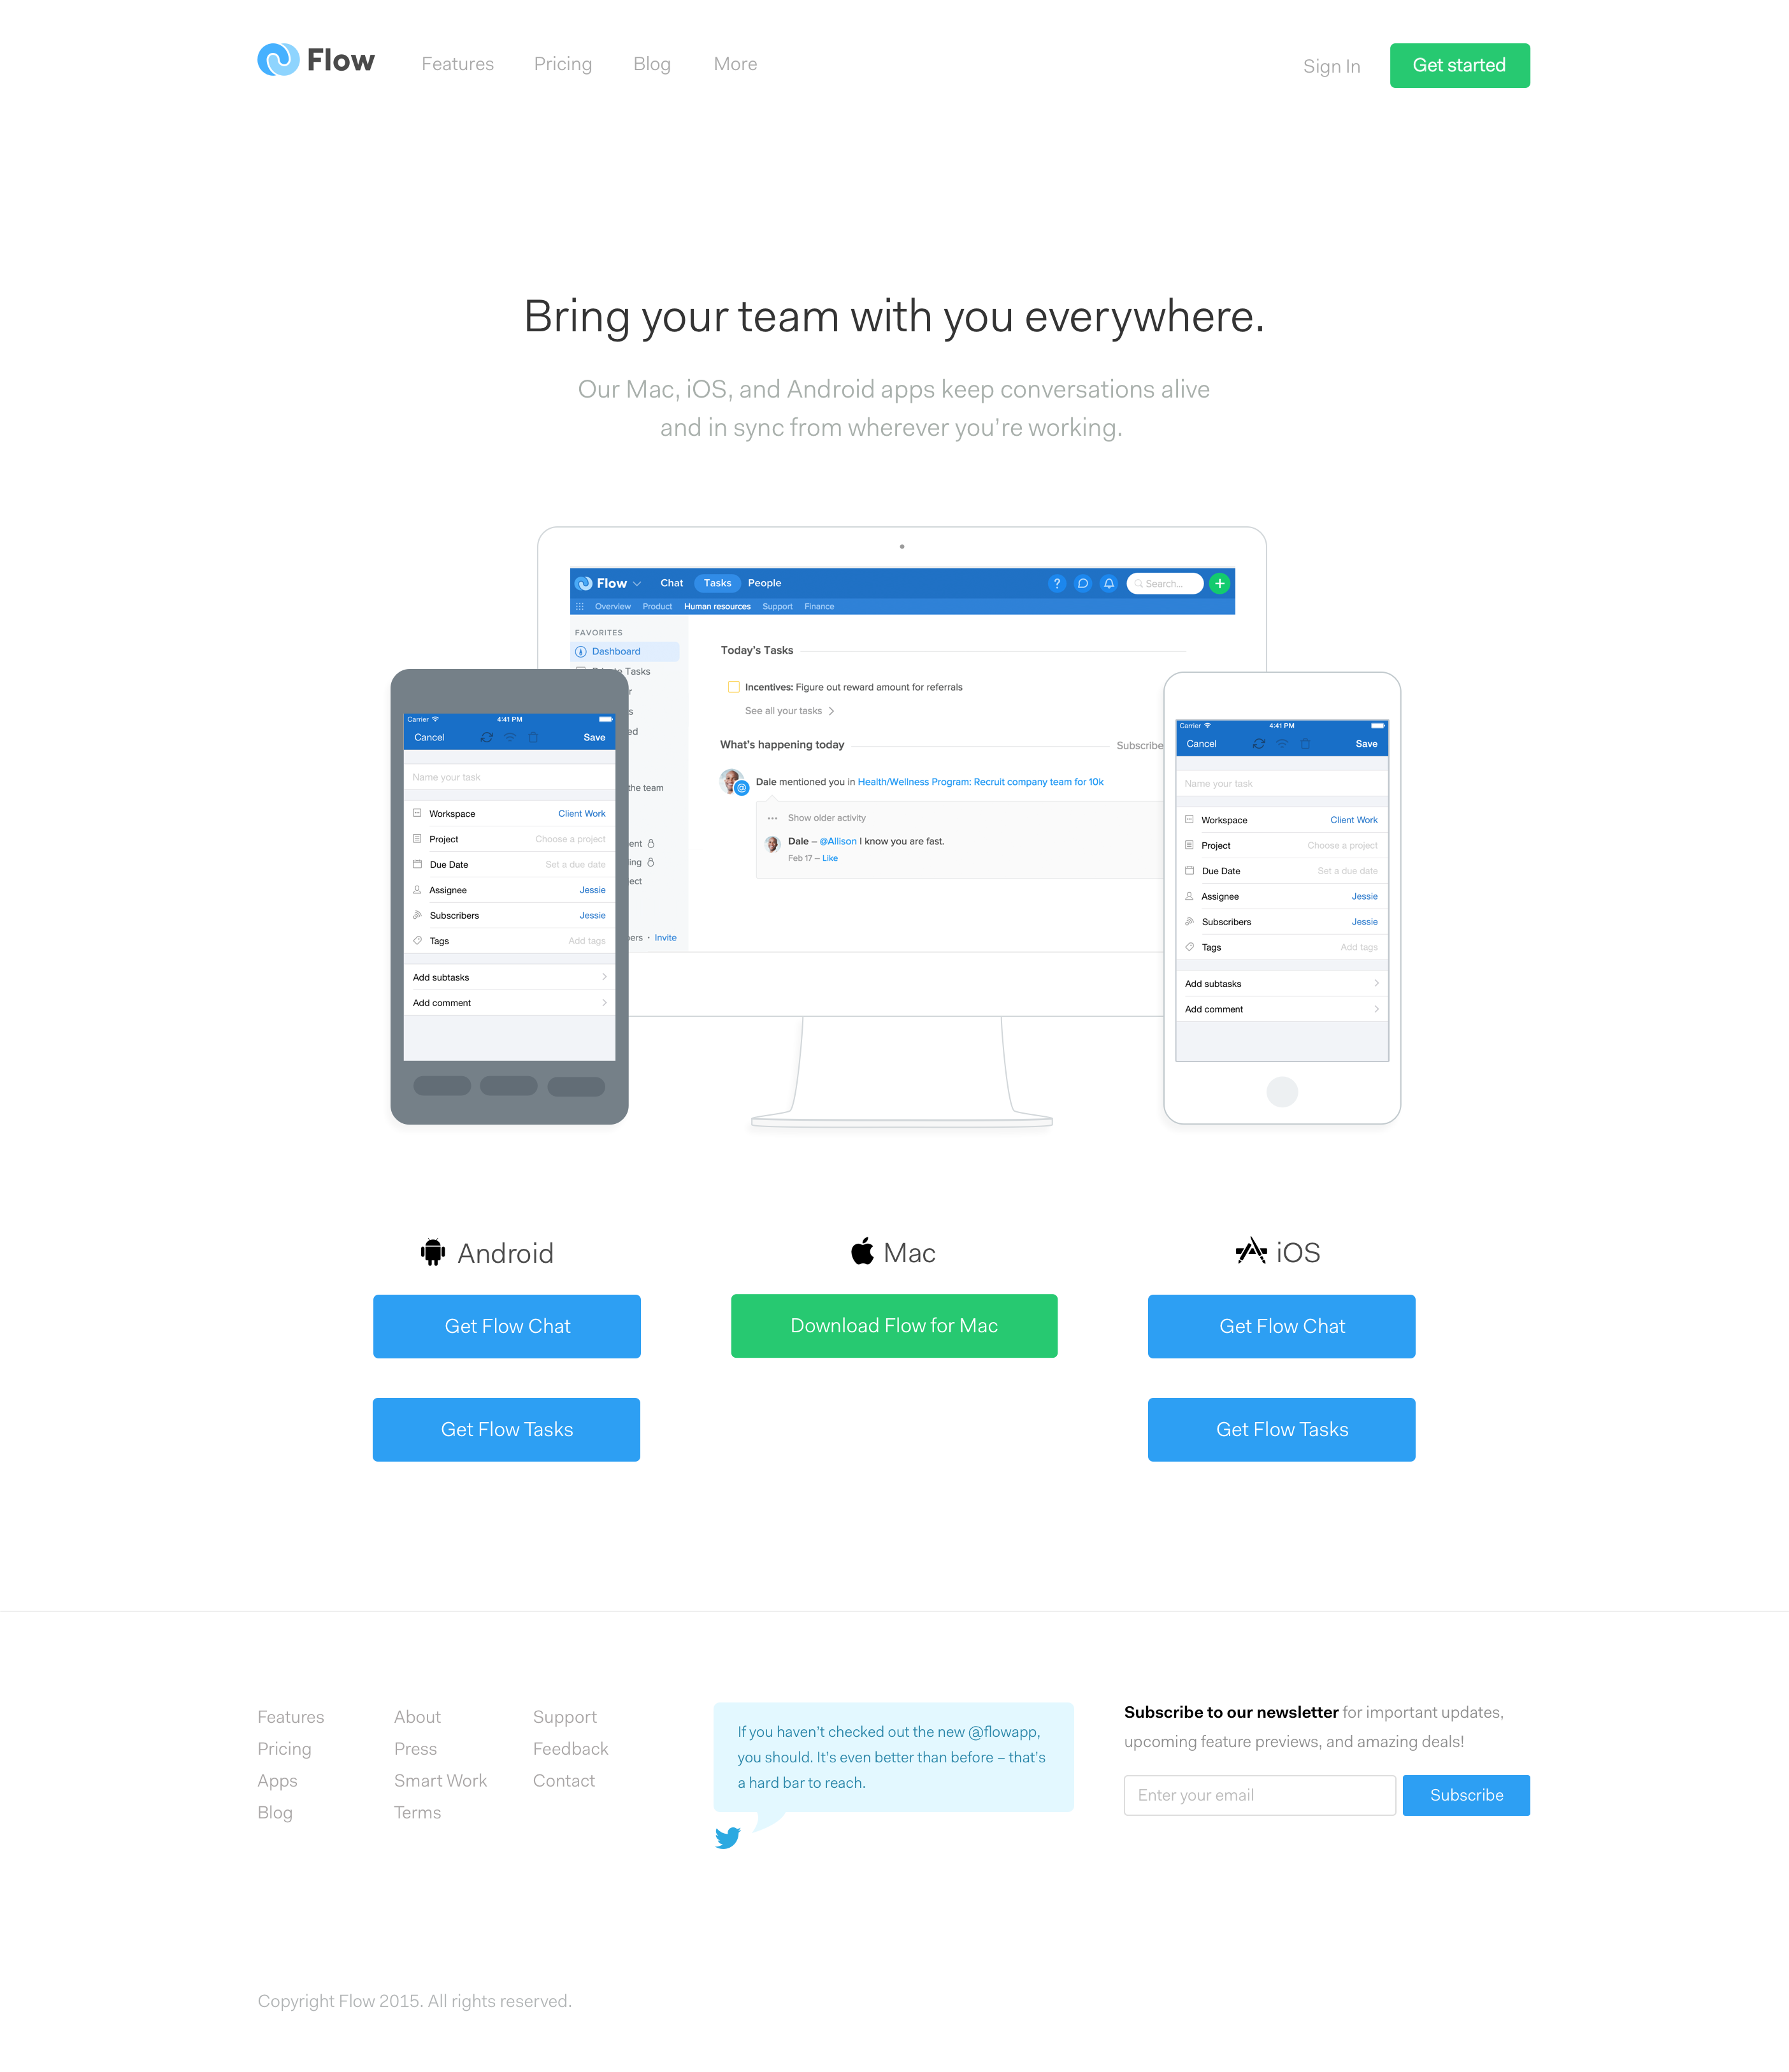 Flow
Features
Pricing
Blog
More
Sign In
Get started
Bring your team with you everywhere.
Our Mac, iOS, and Android apps keep conversations alive
and in sync from wherever you're working.
Flow
Chat
Tasks
People
?
Search...
Overview
Product
Human resources
Support
Finance
FAVORITES
Dashboard
Tasks
the team
Invite
Today's Tasks
Incentives: Figure out reward amount for referrals
See all your tasks
What's happening today
Subscribe
Dale mentioned you in Health/Wellness Program: Recruit company team for 10k
Show older activity
Dale – @Allison I know you are fast.
Feb 17 – Like
Carrier
4:41 PM
Cancel
Save
Name your task
Workspace
Client Work
Project
Choose a project
Due Date
Set a due date
Assignee
Jessie
Subscribers
Jessie
Tags
Add tags
Add subtasks
Add comment
Carrier
4:41 PM
Cancel
Save
Name your task
Workspace
Client Work
Project
Choose a project
Due Date
Set a due date
Assignee
Jessie
Subscribers
Jessie
Tags
Add tags
Add subtasks
Add comment
Android
Get Flow Chat
Get Flow Tasks
Mac
Download Flow for Mac
iOS
Get Flow Chat
Get Flow Tasks
Features
Pricing
Apps
Blog
About
Press
Smart Work
Terms
Support
Feedback
Contact
If you haven't checked out the new @flowapp,
you should. It's even better than before – that's
a hard bar to reach.
Subscribe to our newsletter for important updates,
upcoming feature previews, and amazing deals!
Enter your email
Subscribe
Copyright Flow 2015. All rights reserved.